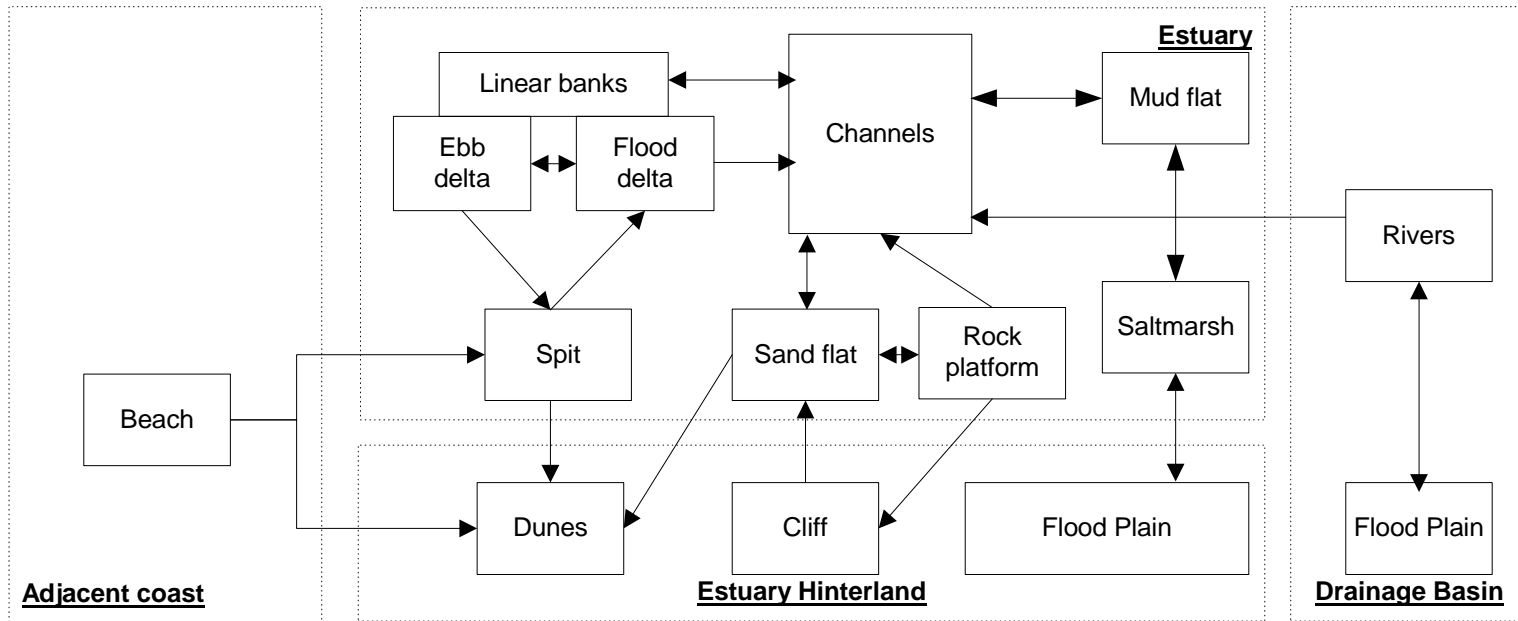 Estuary
Linear banks
Mud flat
Channels
Ebb
delta
Flood
delta
Rivers
Saltmarsh
Spit
Sand flat
Rock
platform
Beach
Dunes
Cliff
Flood Plain
Flood Plain
Adjacent coast
Estuary Hinterland
Drainage Basin